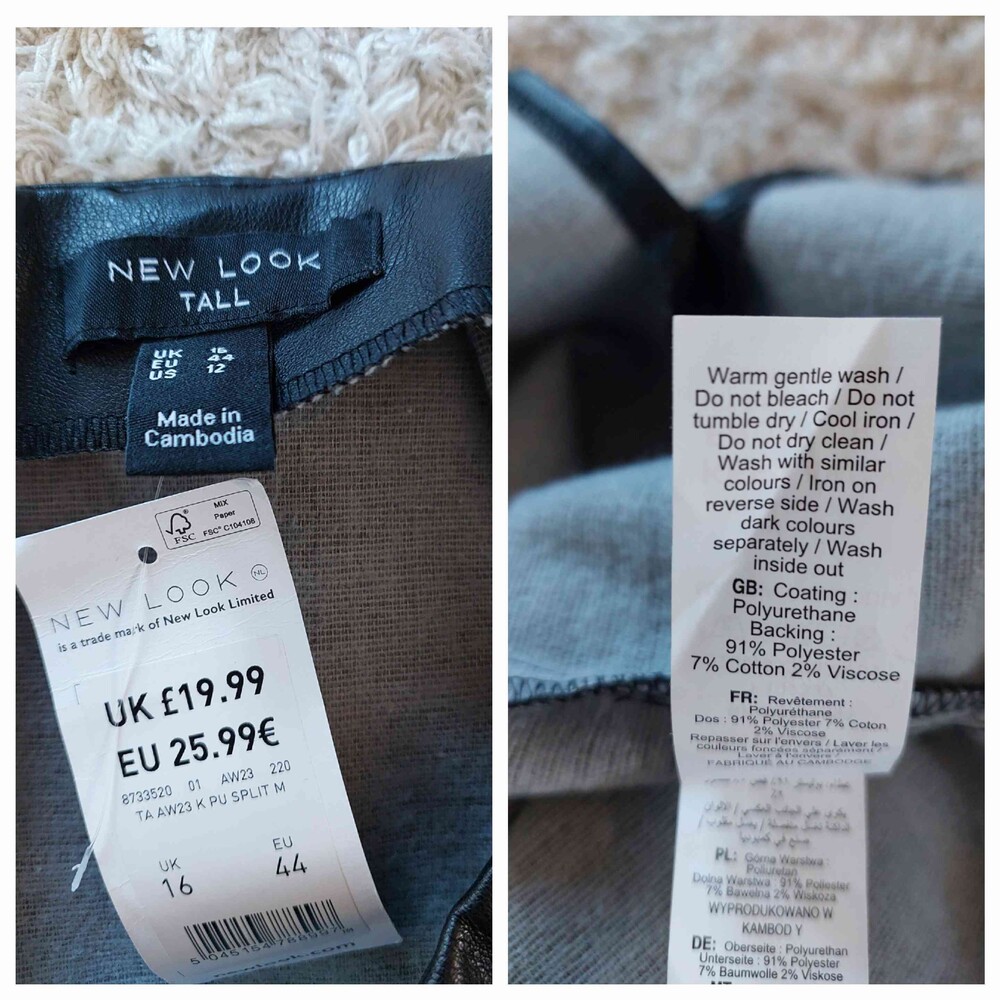 NEW LOOK
TALL
UK 16
EU 44
US 12
Made in
Cambodia
MIX
Paper
FSC
FSC® C104106
NEW LOOK NL
is a trade mark of New Look Limited
UK £19.99
EU 25.99€
8733520 01 AW23 220
TA AW23 K PU SPLIT M
UK EU
16 44
Warm gentle wash /
Do not bleach / Do not
tumble dry / Cool iron /
Do not dry clean /
Wash with similar
colours / Iron on
reverse side / Wash
dark colours
separately / Wash
inside out
GB: Coating :
Polyurethane
Backing :
91% Polyester
7% Cotton 2% Viscose
FR: Revêtement :
Polyuréthane
Dos : 91% Polyester 7% Coton
2% Viscose
Repasser sur l'envers / Laver les
couleurs foncées séparément /
Laver à l'envers /
FABRIQUÉ AU CAMBODGE
PL: Górna Warstwa :
Poliuretan
Dolna Warstwa : 91% Poliester
7% Bawełna 2% Wiskoza
WYPRODUKOWANO W
KAMBOD Y
DE: Oberseite : Polyurethan
Unterseite : 91% Polyester
7% Baumwolle 2% Viskose